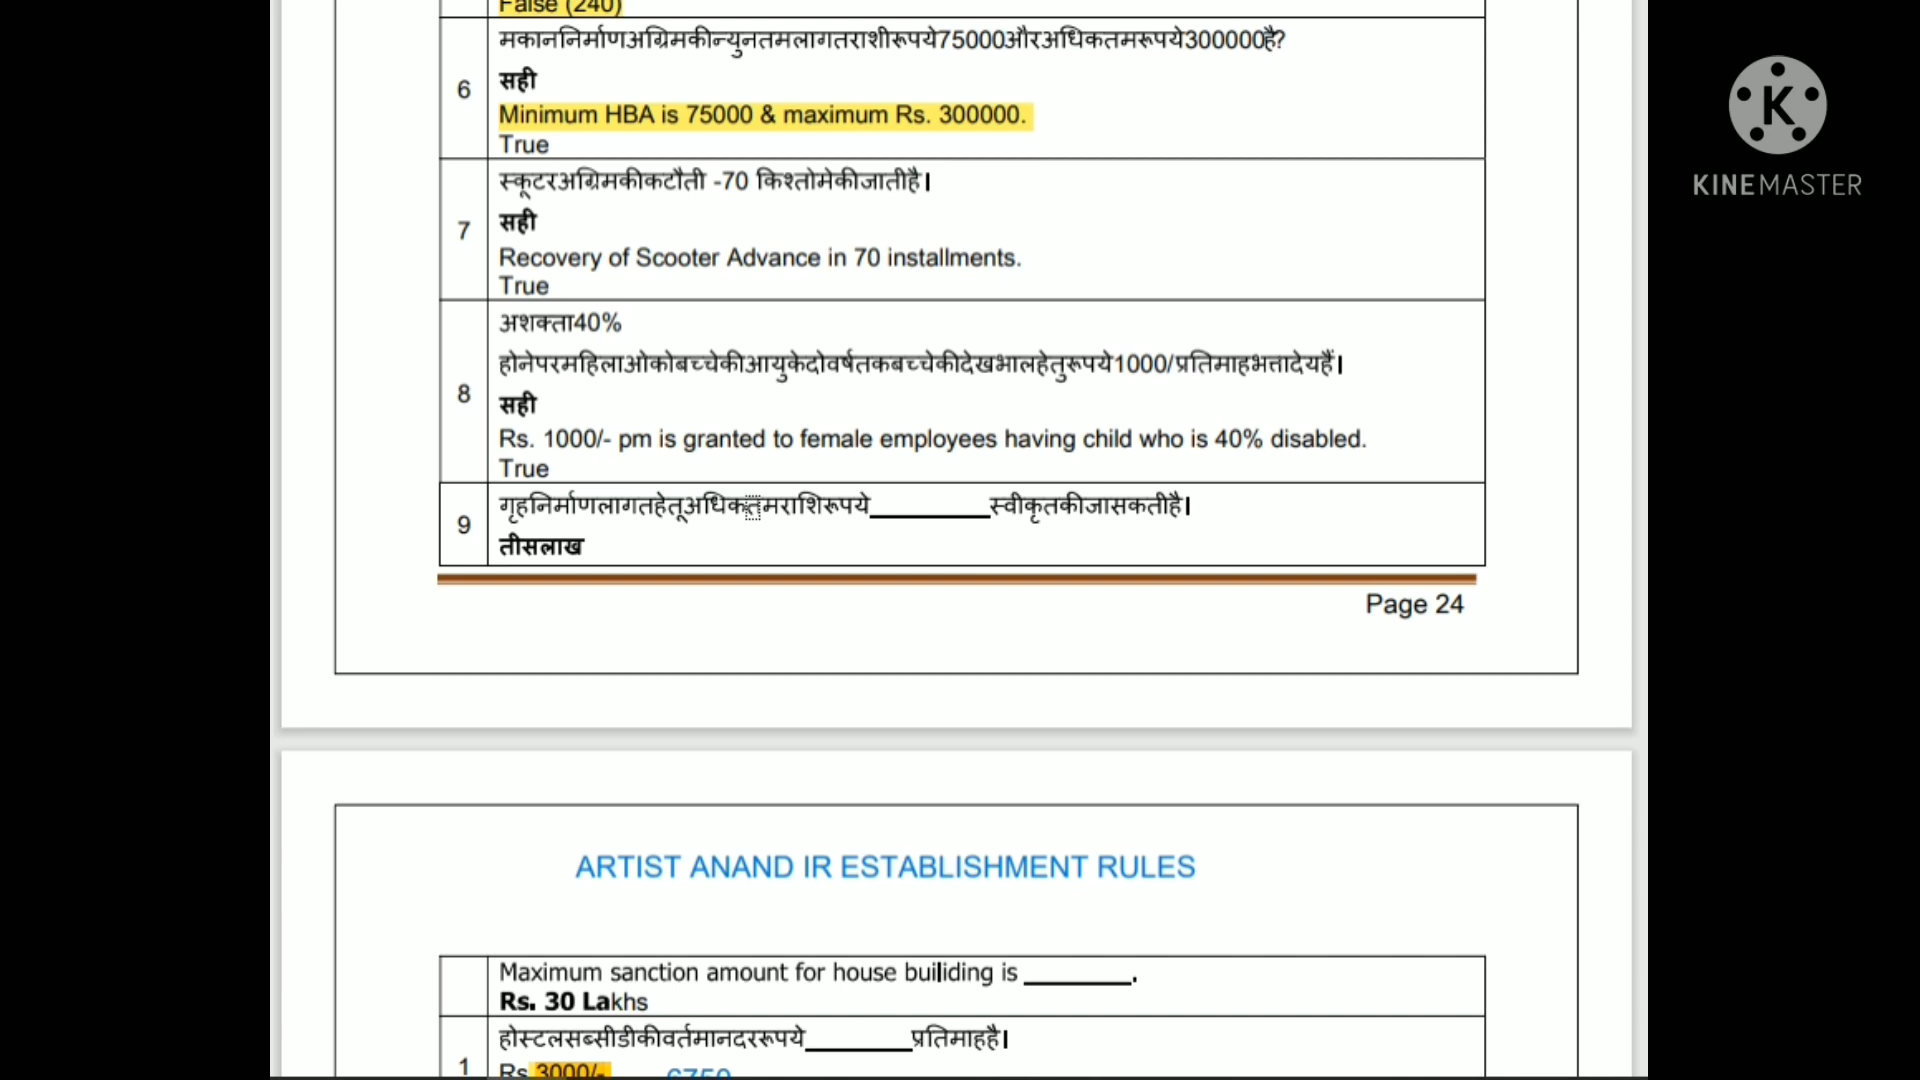 False (240)
मकाननिर्माणअग्रिमकीन्युनतमलागतराशीरूपये75000औरअधिकतमरूपये300000है?
6
सही
Minimum HBA is 75000 & maximum Rs. 300000.
True
स्कूटरअग्रिमकीकटौती -70 किश्तोमेकीजातीहै।
7
सही
Recovery of Scooter Advance in 70 installments.
True
अशक्ता40%
होनेपरमहिलाओकोबच्चेकीआयुकेदोवर्षतकबच्चेकीदेखभालहेतुरूपये1000/प्रतिमाहभत्तादेयहैं।
8
सही
Rs. 1000/- pm is granted to female employees having child who is 40% disabled.
True
गृहनिर्माणलागतहेतूअधिकतमराशिरूपये_________स्वीकृतकीजासकतीहै।
9
तीसलाख
Page 24
ARTIST ANAND IR ESTABLISHMENT RULES
Maximum sanction amount for house builiding is ________.
Rs. 30 Lakhs
होस्टलसब्सीडीकीवर्तमानदररूपये________प्रतिमाहहै।
1
Rs 3000/- 6750
KINEMASTER